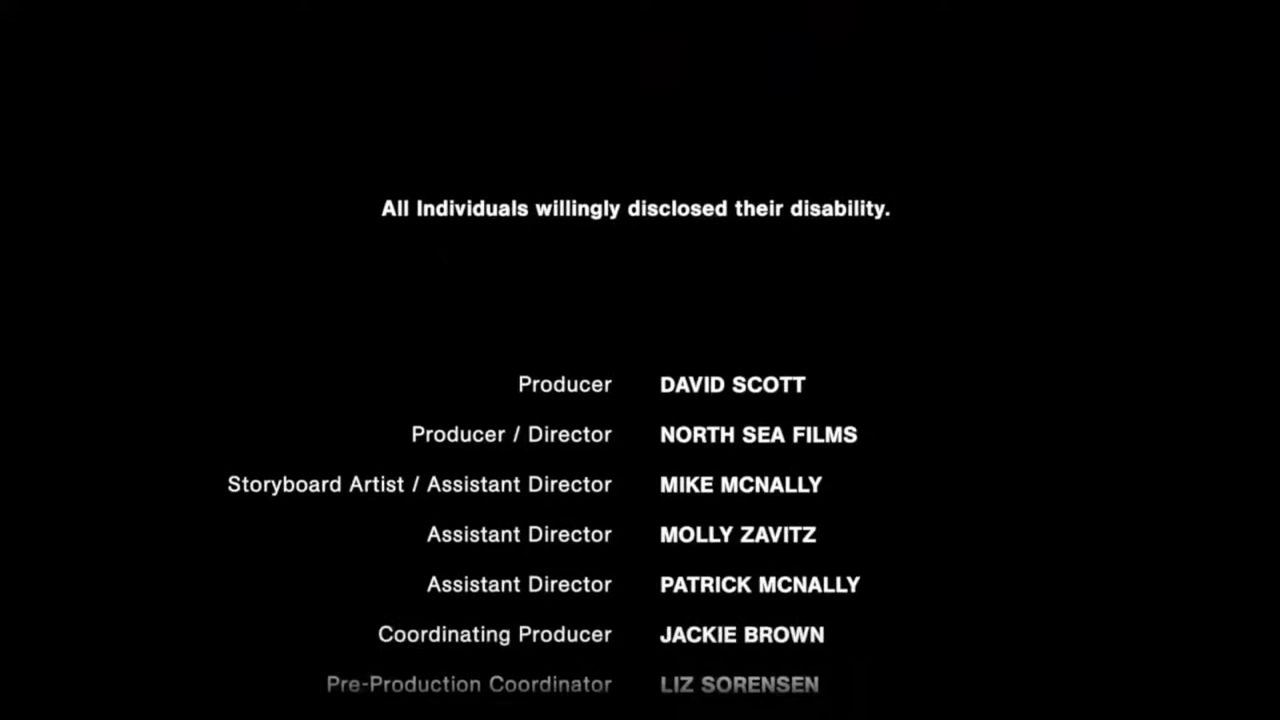 All Individuals willingly disclosed their disability.
Producer DAVID SCOTT
Producer / Director NORTH SEA FILMS
Storyboard Artist / Assistant Director MIKE MCNALLY
Assistant Director MOLLY ZAVITZ
Assistant Director PATRICK MCNALLY
Coordinating Producer JACKIE BROWN
Pre-Production Coordinator LIZ SORENSEN